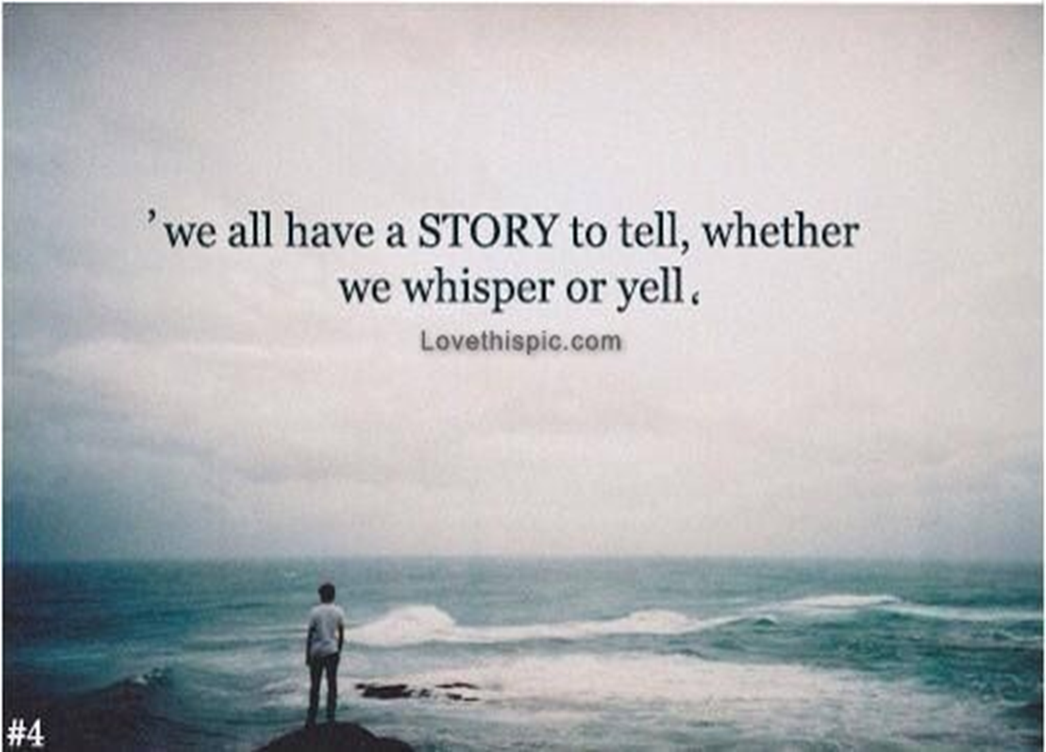 ’we all have a STORY to tell, whether
we whisper or yell‘
Lovethispic.com
#4